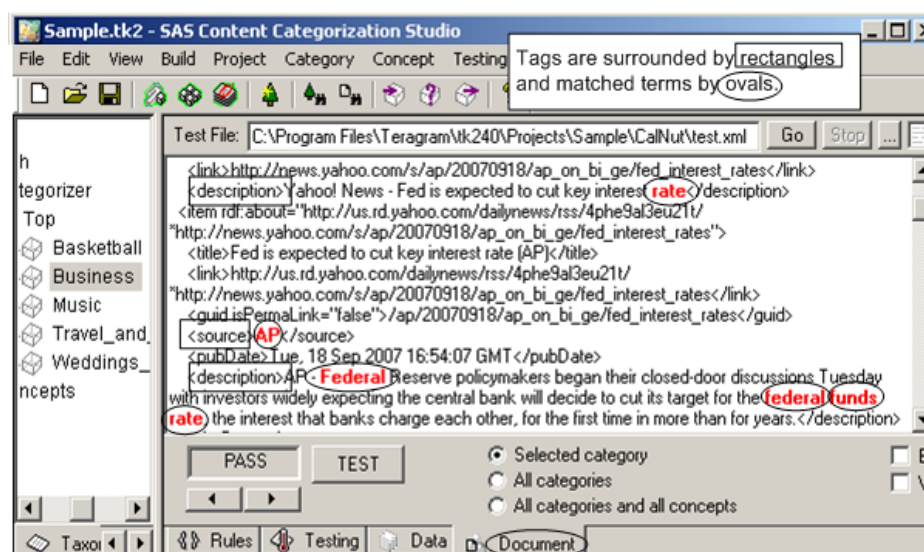 Sample.tk2 - SAS Content Categorization Studio
File Edit View Build Project Category Concept Testing
Tags are surrounded by rectangles
and matched terms by ovals.
Test File: C:\Program Files\Teragram\tk240\Projects\Sample\CalNut\test.xml Go Stop ...
h
tegorizer
Top
Basketball
Business
Music
Travel_and_
Weddings_
ncepts
<link>http://news.yahoo.com/s/ap/20070918/ap_on_bi_ge/fed_interest_rates</link>
<description>Yahoo! News - Fed is expected to cut key interest rate</description>
<item rdf:about="http://us.rd.yahoo.com/dailynews/rss/4phe9al3eu21t/
*http://news.yahoo.com/s/ap/20070918/ap_on_bi_ge/fed_interest_rates">
<title>Fed is expected to cut key interest rate (AP)</title>
<link>http://us.rd.yahoo.com/dailynews/rss/4phe9al3eu21t/
*http://news.yahoo.com/s/ap/20070918/ap_on_bi_ge/fed_interest_rates</link>
<guid isPermaLink="false">/ap/20070918/ap_on_bi_ge/fed_interest_rates</guid>
<source>AP</source>
<pubDate>Tue, 18 Sep 2007 16:54:07 GMT</pubDate>
<description>AP - Federal Reserve policymakers began their closed-door discussions Tuesday
with investors widely expecting the central bank will decide to cut its target for the federal funds
rate, the interest that banks charge each other, for the first time in more than for years.</description>
PASS TEST
Selected category
All categories
All categories and all concepts
Taxo
Rules Testing Data Document